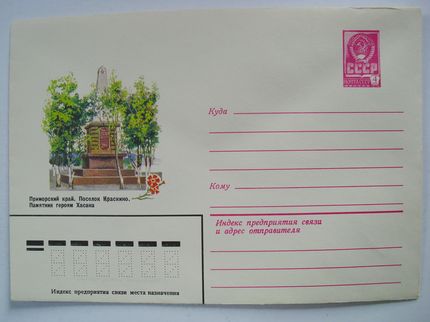 СССР
4
Куда
Кому
Приморский край. Поселок Краскино.
Памятник героям Хасана
Индекс предприятия связи
и адрес отправителя
Индекс предприятия связи места назначения